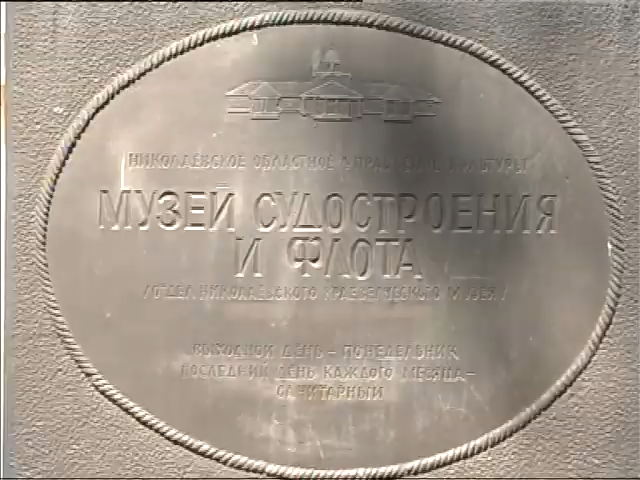 НИКОЛАЕВСКОЕ ОБЛАСТНОЕ УПРАВЛЕНИЕ КУЛЬТУРЫ
МУЗЕЙ СУДОСТРОЕНИЯ
И ФЛОТА
/ОТДЕЛ НИКОЛАЕВСКОГО КРАЕВЕДЧЕСКОГО МУЗЕЯ/
ВЫХОДНОЙ ДЕНЬ - ПОНЕДЕЛЬНИК
ПОСЛЕДНИЙ ДЕНЬ КАЖДОГО МЕСЯЦА -
САНИТАРНЫЙ